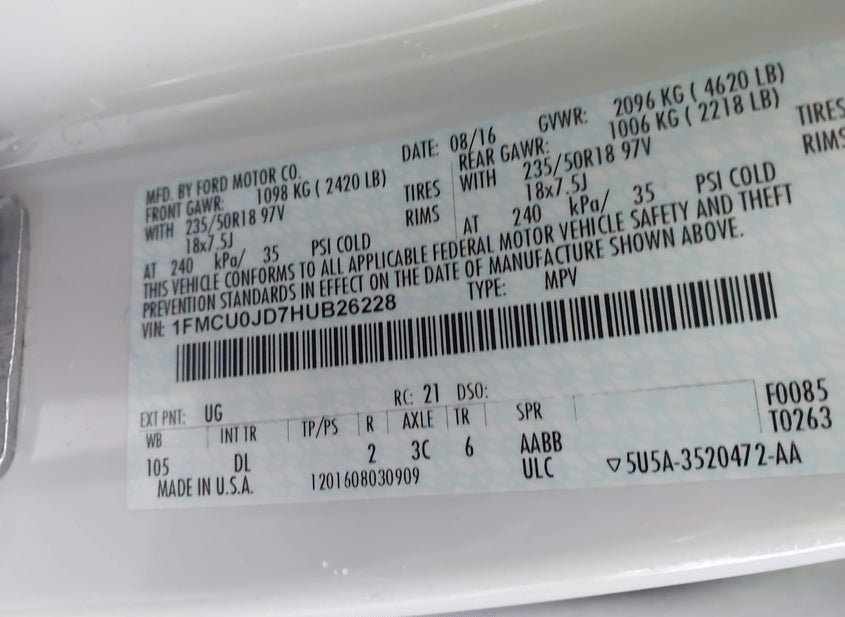 MFD. BY FORD MOTOR CO. DATE: 08/16 GVWR: 2096 KG ( 4620 LB)
FRONT GAWR: 1098 KG ( 2420 LB) REAR GAWR: 1006 KG ( 2218 LB)
WITH 235/50R18 97V TIRES WITH 235/50R18 97V TIRES
18x7.5J RIMS 18x7.5J RIMS
AT 240 kPa/ 35 PSI COLD AT 240 kPa/ 35 PSI COLD
THIS VEHICLE CONFORMS TO ALL APPLICABLE FEDERAL MOTOR VEHICLE SAFETY AND THEFT
PREVENTION STANDARDS IN EFFECT ON THE DATE OF MANUFACTURE SHOWN ABOVE.
VIN: 1FMCU0JD7HUB26228 TYPE: MPV
EXT PNT: UG RC: 21 DSO: F0085
WB INT TR TP/PS R AXLE TR SPR T0263
105 DL 2 3C 6 AABB
ULC ▽5U5A-3520472-AA
MADE IN U.S.A. 1201608030909